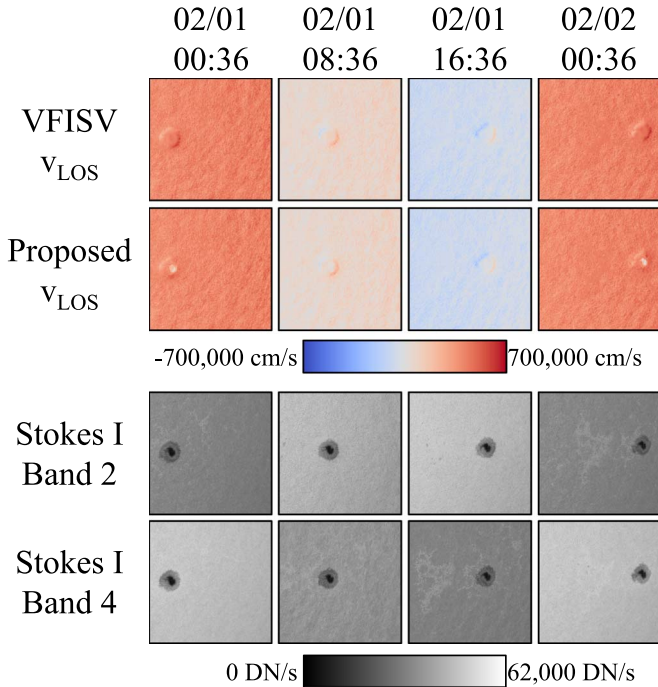 02/01 02/01 02/01 02/02
00:36 08:36 16:36 00:36
VFISV
vLOS
Proposed
vLOS
-700,000 cm/s 700,000 cm/s
Stokes I
Band 2
Stokes I
Band 4
0 DN/s 62,000 DN/s